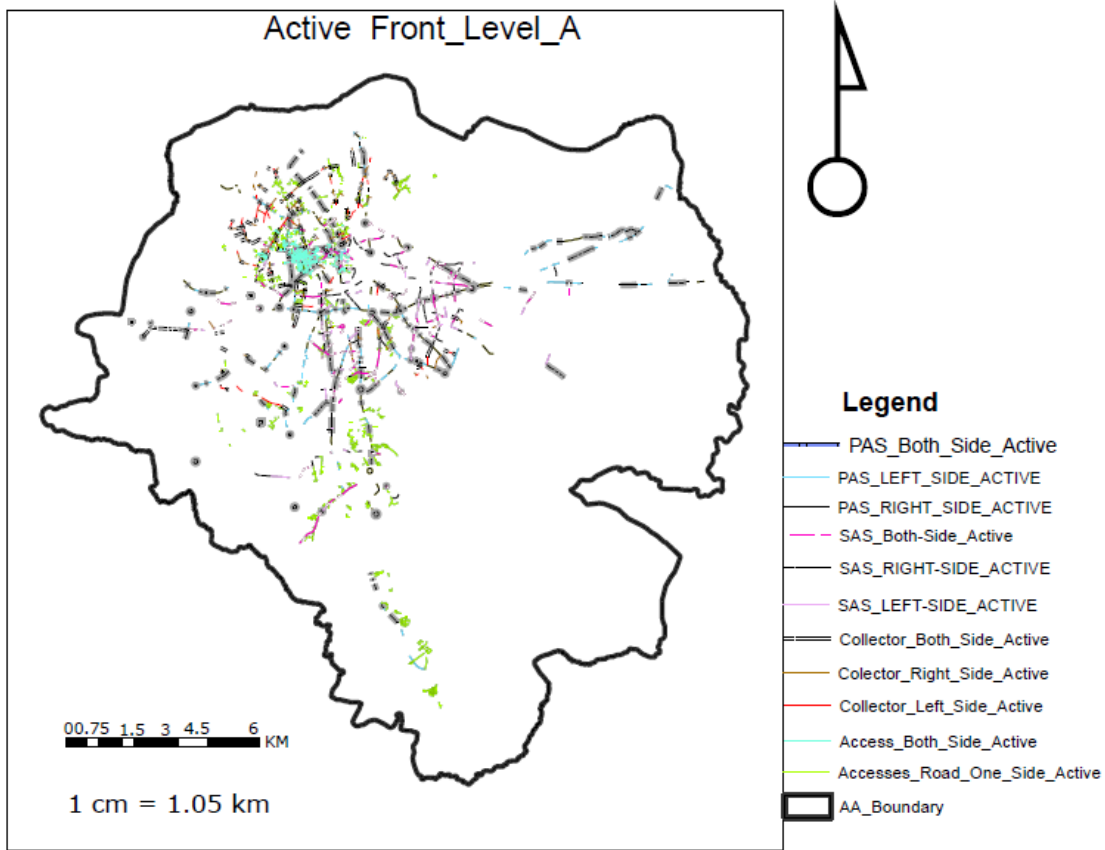 Active Front_Level_A
Legend
PAS_Both_Side_Active
PAS_LEFT_SIDE_ACTIVE
PAS_RIGHT_SIDE_ACTIVE
SAS_Both-Side_Active
SAS_RIGHT-SIDE_ACTIVE
SAS_LEFT-SIDE_ACTIVE
Collector_Both_Side_Active
Colector_Right_Side_Active
Collector_Left_Side_Active
Access_Both_Side_Active
Accesses_Road_One_Side_Active
AA_Boundary
00.75 1.5 3 4.5 6
KM
1 cm = 1.05 km